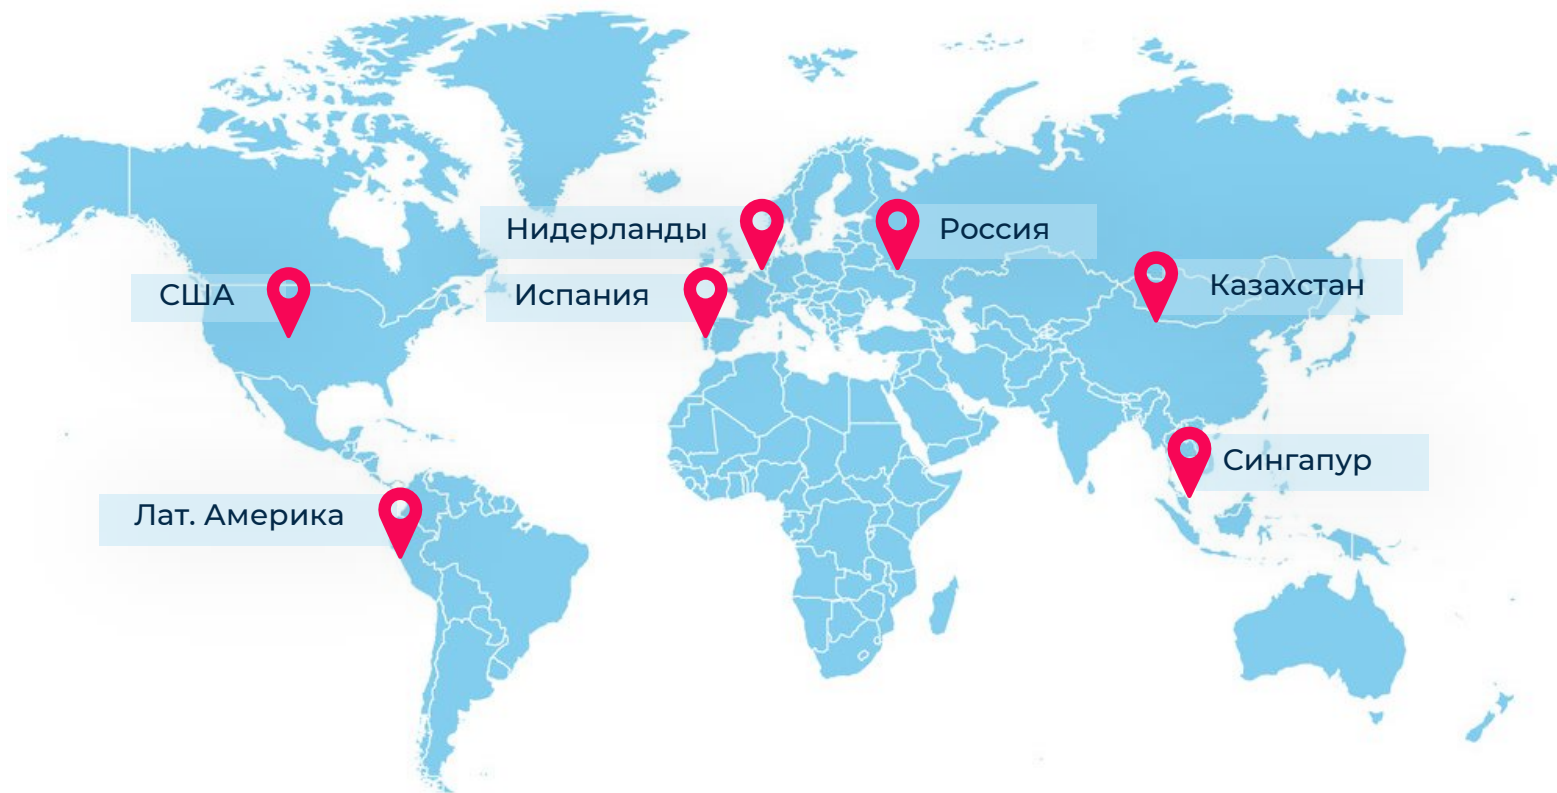 Нидерланды
Россия
США
Испания
Казахстан
Сингапур
Лат. Америка